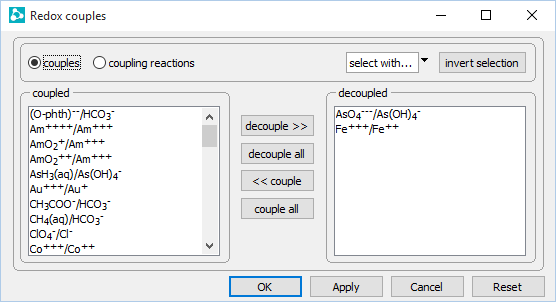 Redox couples
couples
coupling reactions
select with...
invert selection
coupled
(O-phth)⁻⁻/HCO₃⁻
Am⁺⁺⁺⁺/Am⁺⁺⁺
AmO₂⁺/Am⁺⁺⁺
AmO₂⁺⁺/Am⁺⁺⁺
AsH₃(aq)/As(OH)₄⁻
Au⁺⁺⁺/Au⁺
CH₃COO⁻/HCO₃⁻
CH₄(aq)/HCO₃⁻
ClO₄⁻/Cl⁻
Co⁺⁺⁺/Co⁺⁺
decouple >>
decouple all
<< couple
couple all
decoupled
AsO₄⁻⁻⁻/As(OH)₄⁻
Fe⁺⁺⁺/Fe⁺⁺
OK
Apply
Cancel
Reset